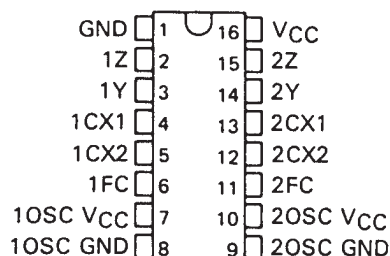 GND 1 16 VCC
1Z 2 15 2Z
1Y 3 14 2Y
1CX1 4 13 2CX1
1CX2 5 12 2CX2
1FC 6 11 2FC
1OSC VCC 7 10 2OSC VCC
1OSC GND 8 9 2OSC GND